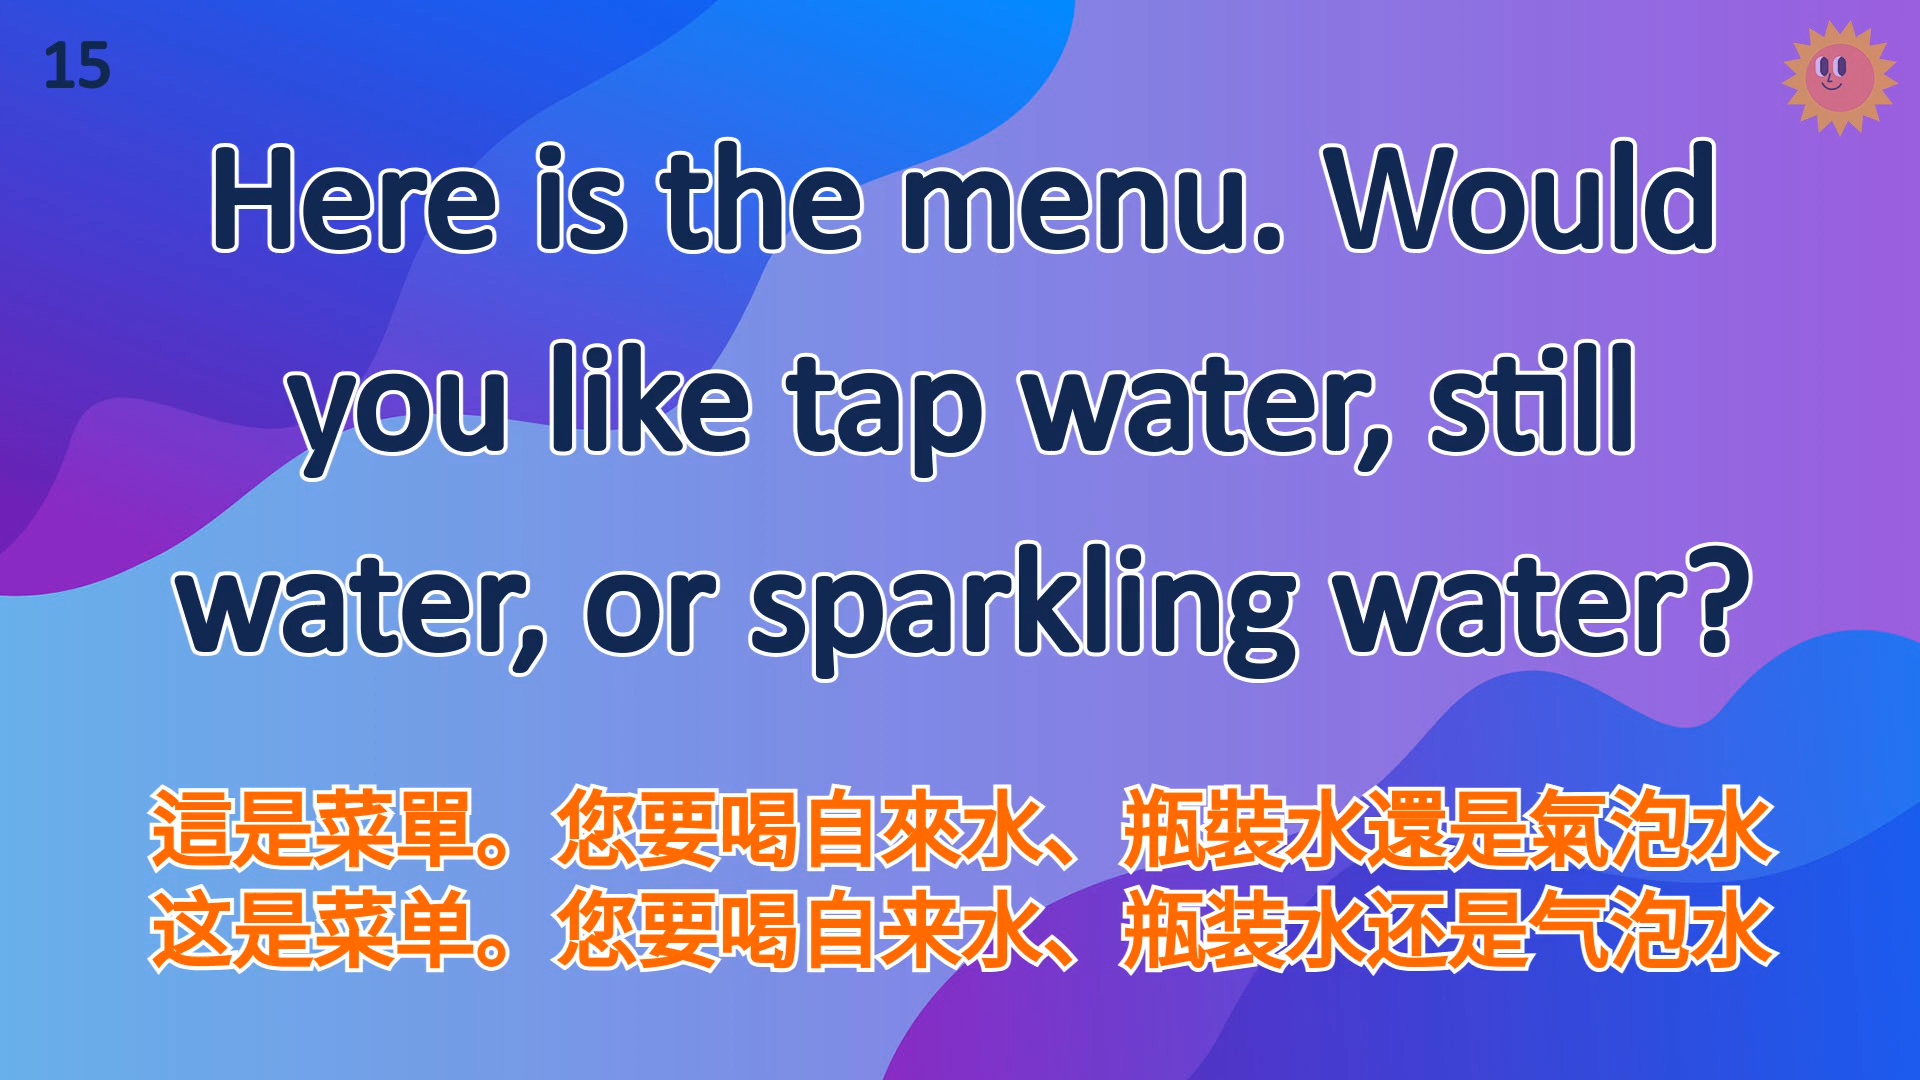 15
Here is the menu. Would
you like tap water, still
water, or sparkling water?
這是菜單。您要喝自來水、瓶裝水還是氣泡水
这是菜单。您要喝自来水、瓶装水还是气泡水